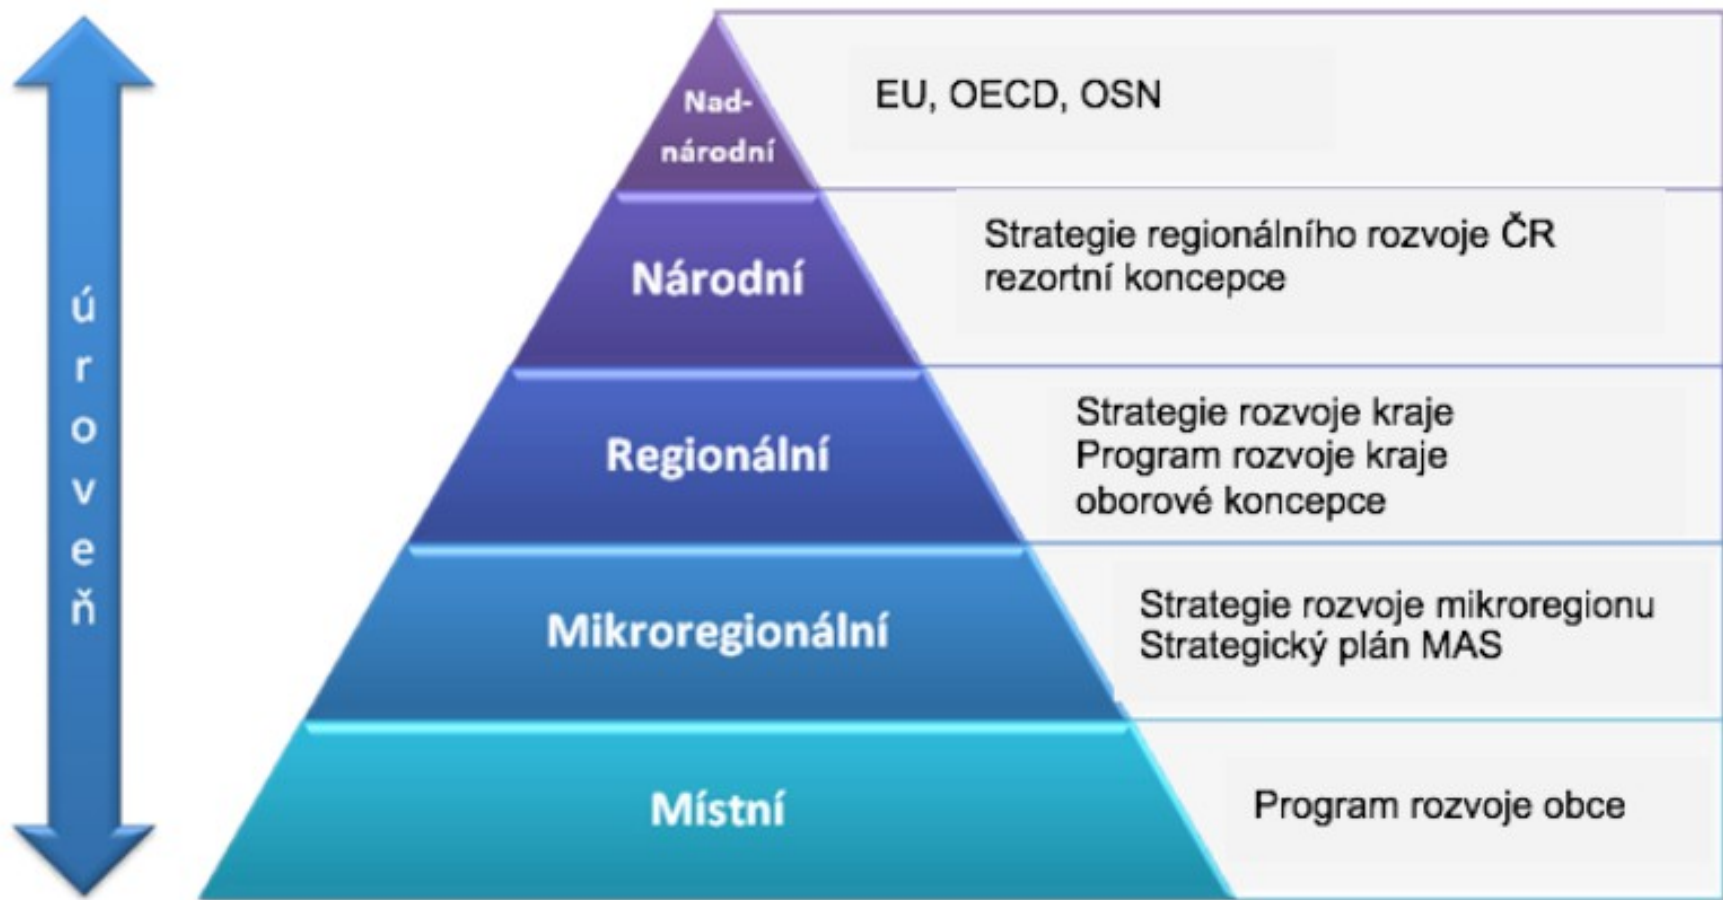 úroveň
Nad-
národní
EU, OECD, OSN
Národní
Strategie regionálního rozvoje ČR
rezortní koncepce
Regionální
Strategie rozvoje kraje
Program rozvoje kraje
oborové koncepce
Mikroregionální
Strategie rozvoje mikroregionu
Strategický plán MAS
Místní
Program rozvoje obce